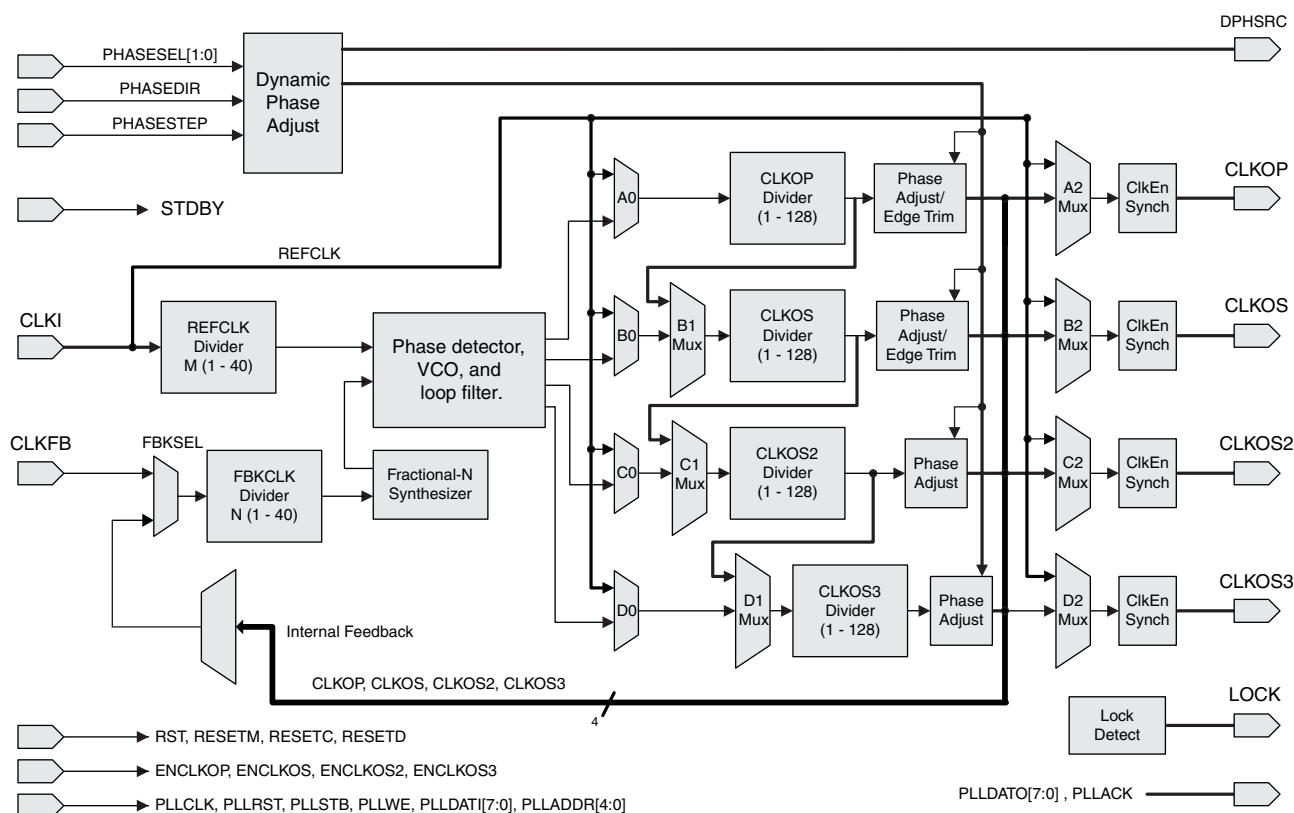 DPHSRC
PHASESEL[1:0]
PHASEDIR
PHASESTEP
Dynamic
Phase
Adjust
STDBY
REFCLK
CLKI
REFCLK
Divider
M (1 - 40)
Phase detector,
VCO, and
loop filter.
CLKFB
FBKSEL
FBKCLK
Divider
N (1 - 40)
Fractional-N
Synthesizer
Internal Feedback
CLKOP, CLKOS, CLKOS2, CLKOS3
4
A0
CLKOP
Divider
(1 - 128)
Phase
Adjust/
Edge Trim
A2
Mux
ClkEn
Synch
CLKOP
B0
B1
Mux
CLKOS
Divider
(1 - 128)
Phase
Adjust/
Edge Trim
B2
Mux
ClkEn
Synch
CLKOS
C0
C1
Mux
CLKOS2
Divider
(1 - 128)
Phase
Adjust
C2
Mux
ClkEn
Synch
CLKOS2
D0
D1
Mux
CLKOS3
Divider
(1 - 128)
Phase
Adjust
D2
Mux
ClkEn
Synch
CLKOS3
Lock
Detect
LOCK
RST, RESETM, RESETC, RESETD
ENCLKOP, ENCLKOS, ENCLKOS2, ENCLKOS3
PLLCLK, PLLRST, PLLSTB, PLLWE, PLLDATI[7:0], PLLADDR[4:0]
PLLDATO[7:0] , PLLACK